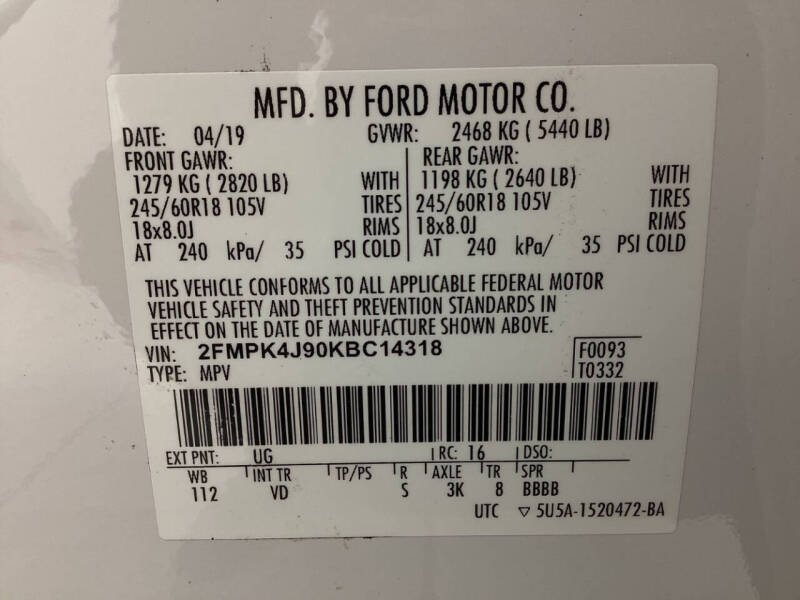 MFD. BY FORD MOTOR CO.
DATE: 04/19 GVWR: 2468 KG ( 5440 LB)
FRONT GAWR: REAR GAWR:
1279 KG ( 2820 LB) WITH 1198 KG ( 2640 LB) WITH
245/60R18 105V TIRES 245/60R18 105V TIRES
18x8.0J RIMS 18x8.0J RIMS
AT 240 kPa/ 35 PSI COLD AT 240 kPa/ 35 PSI COLD
THIS VEHICLE CONFORMS TO ALL APPLICABLE FEDERAL MOTOR
VEHICLE SAFETY AND THEFT PREVENTION STANDARDS IN
EFFECT ON THE DATE OF MANUFACTURE SHOWN ABOVE.
VIN: 2FMPK4J90KBC14318 F0093
TYPE: MPV T0332
EXT PNT: UG RC: 16 DSO:
WB INT TR TP/PS R AXLE TR SPR
112 VD S 3K 8 BBBB
UTC ▽ 5U5A-1520472-BA